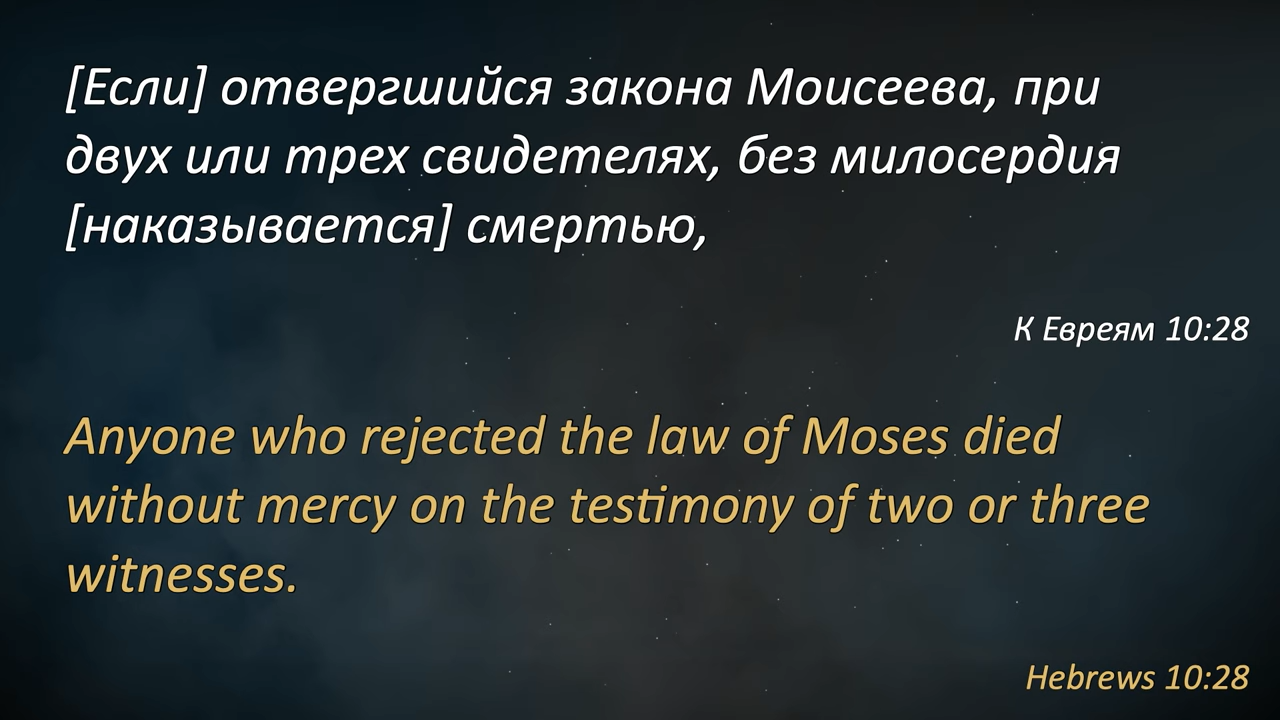 [Если] отвергшийся закона Моисеева, при
двух или трех свидетелях, без милосердия
[наказывается] смертью,
К Евреям 10:28
Anyone who rejected the law of Moses died
without mercy on the testimony of two or three
witnesses.
Hebrews 10:28